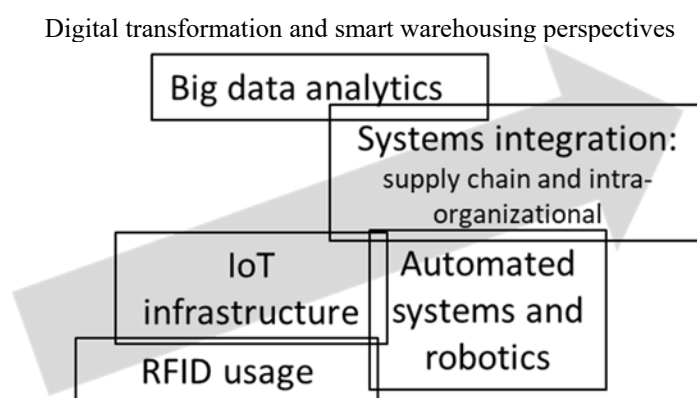 Digital transformation and smart warehousing perspectives
Big data analytics
Systems integration:
supply chain and intra-
organizational
IoT
infrastructure
Automated
systems and
robotics
RFID usage